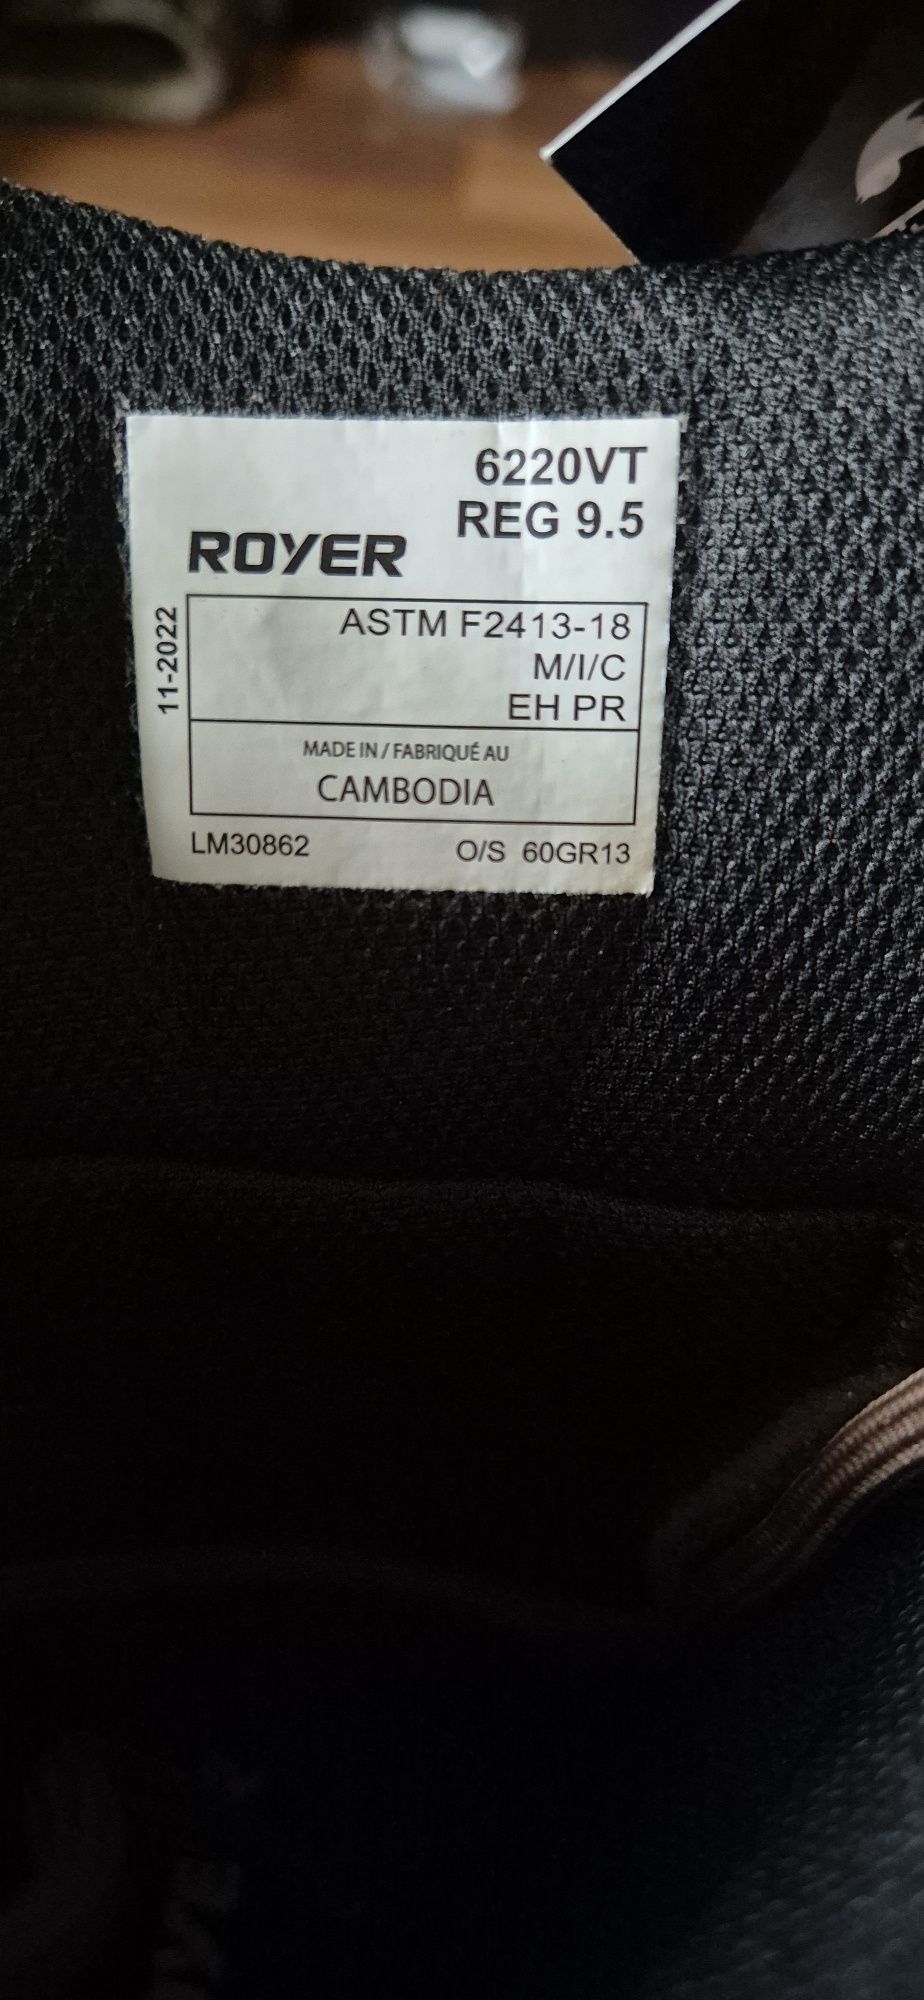 6220VT
REG 9.5
ROYER
11-2022
ASTM F2413-18
M/I/C
EH PR
MADE IN / FABRIQUÉ AU
CAMBODIA
LM30862
O/S 60GR13